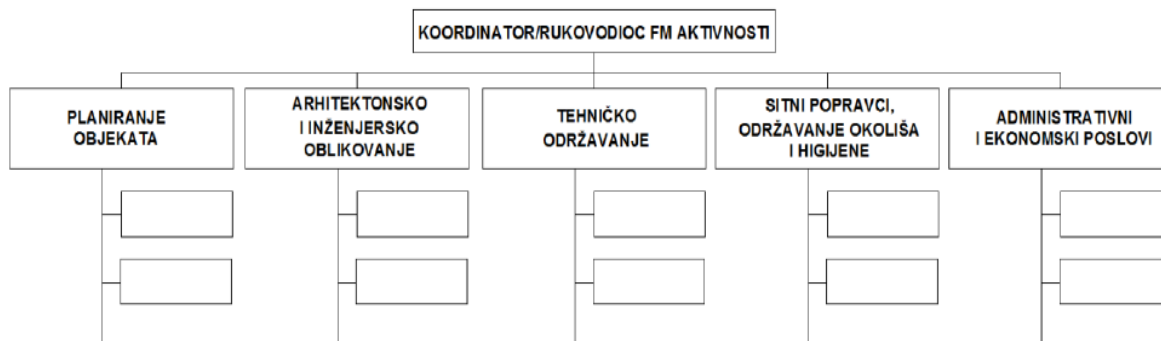 KOORDINATOR/RUKOVODIOC FM AKTIVNOSTI
PLANIRANJE
OBJEKATA
ARHITEKTONSKO
I INŽENJERSKO
OBLIKOVANJE
TEHNIČKO
ODRŽAVANJE
SITNI POPRAVCI,
ODRŽAVANJE OKOLIŠA
I HIGIJENE
ADMINISTRATIVNI
I EKONOMSKI POSLOVI